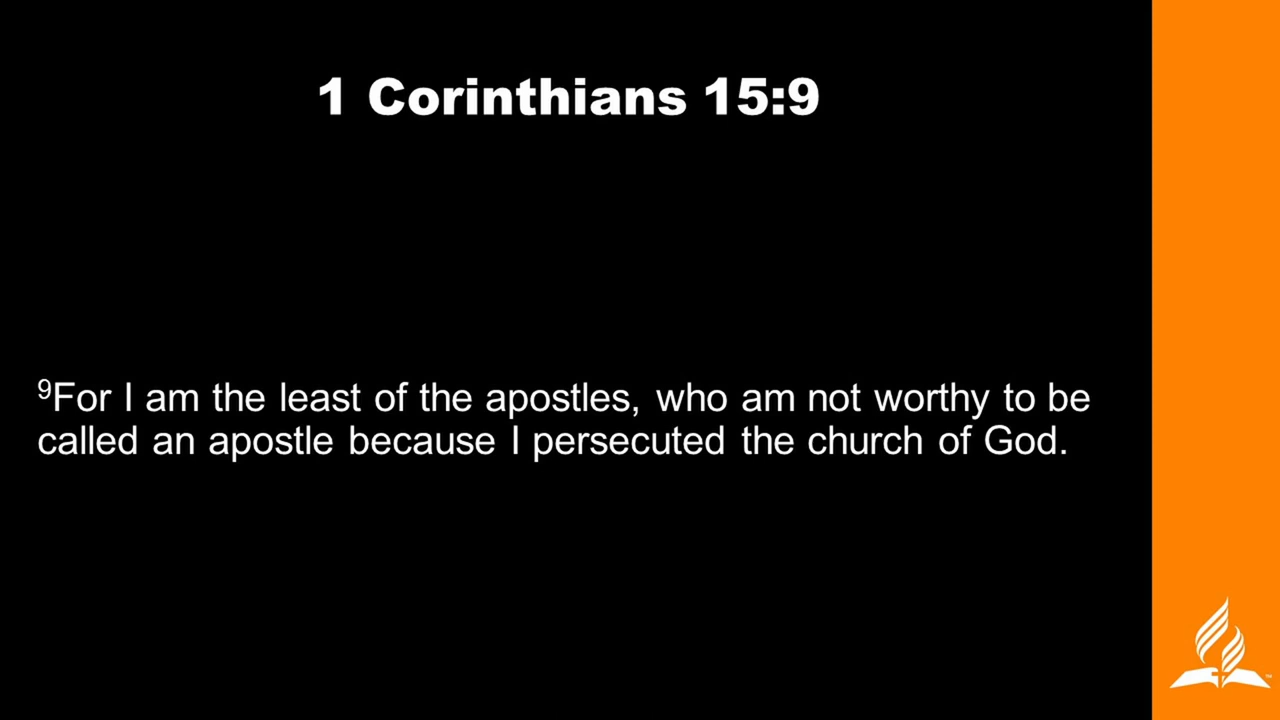 1 Corinthians 15:9
⁹For I am the least of the apostles, who am not worthy to be
called an apostle because I persecuted the church of God.